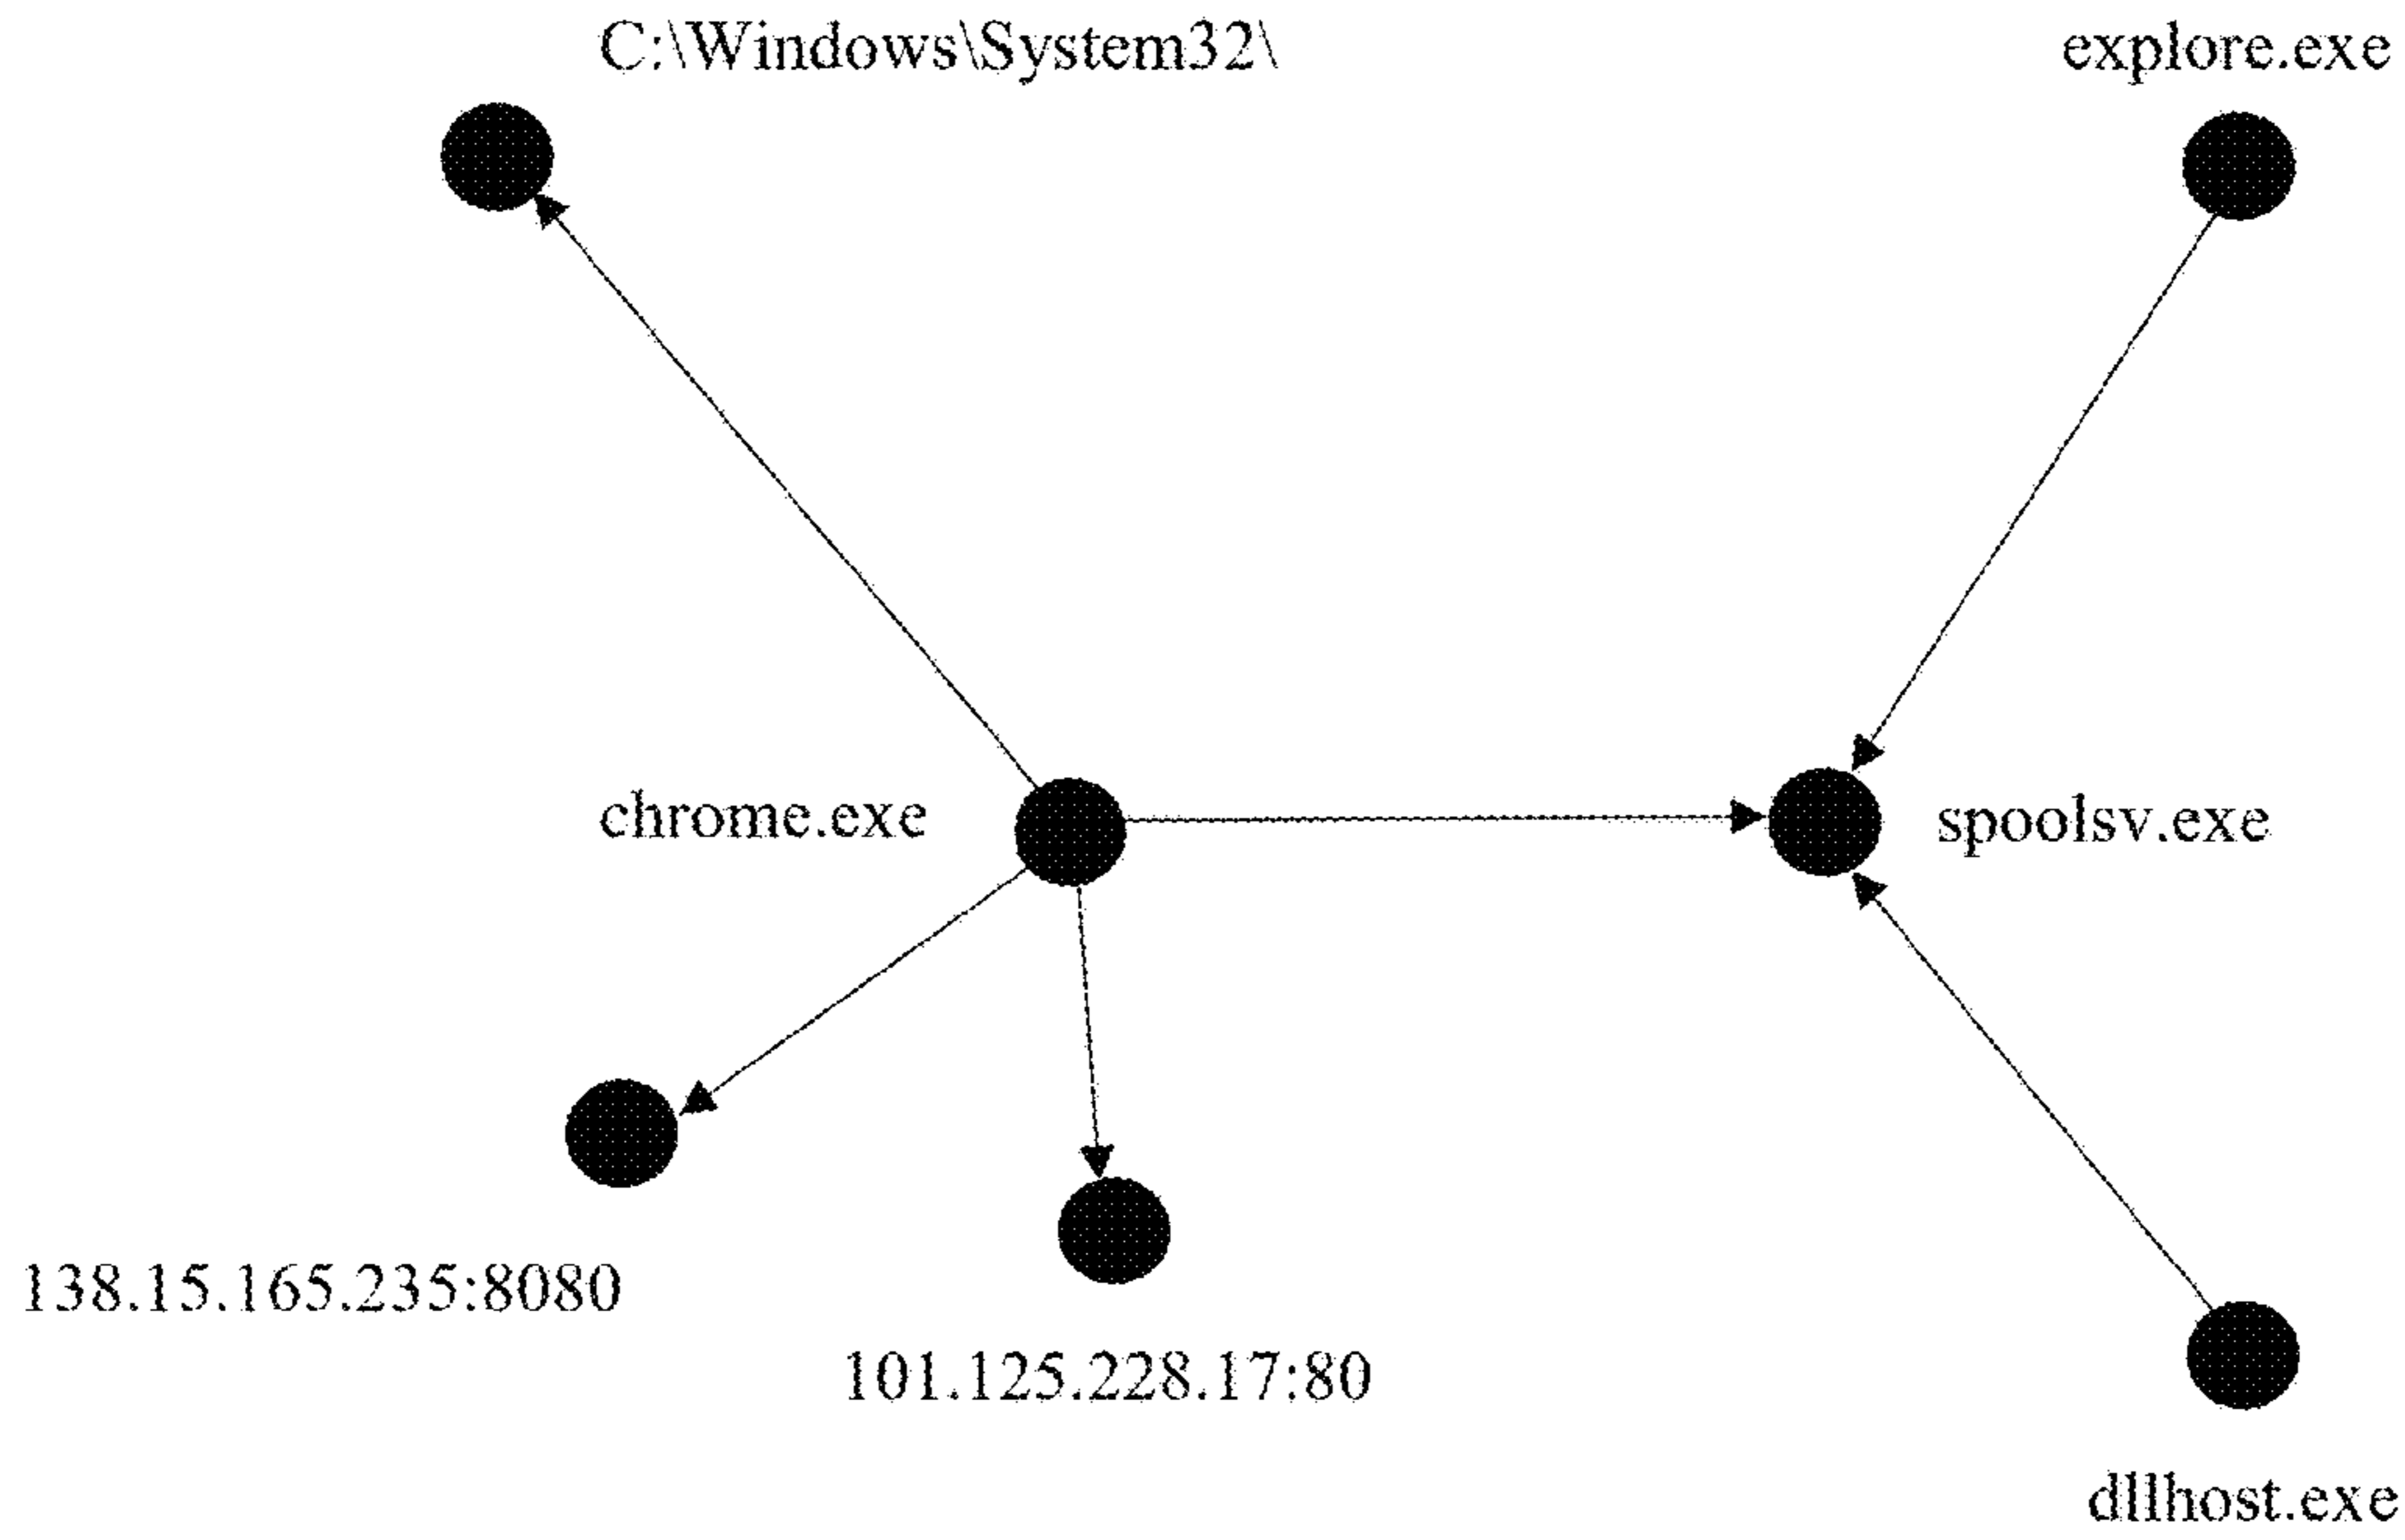 C:\Windows\System32\
explore.exe
chrome.exe
spoolsv.exe
138.15.165.235:8080
101.125.228.17:80
dllhost.exe